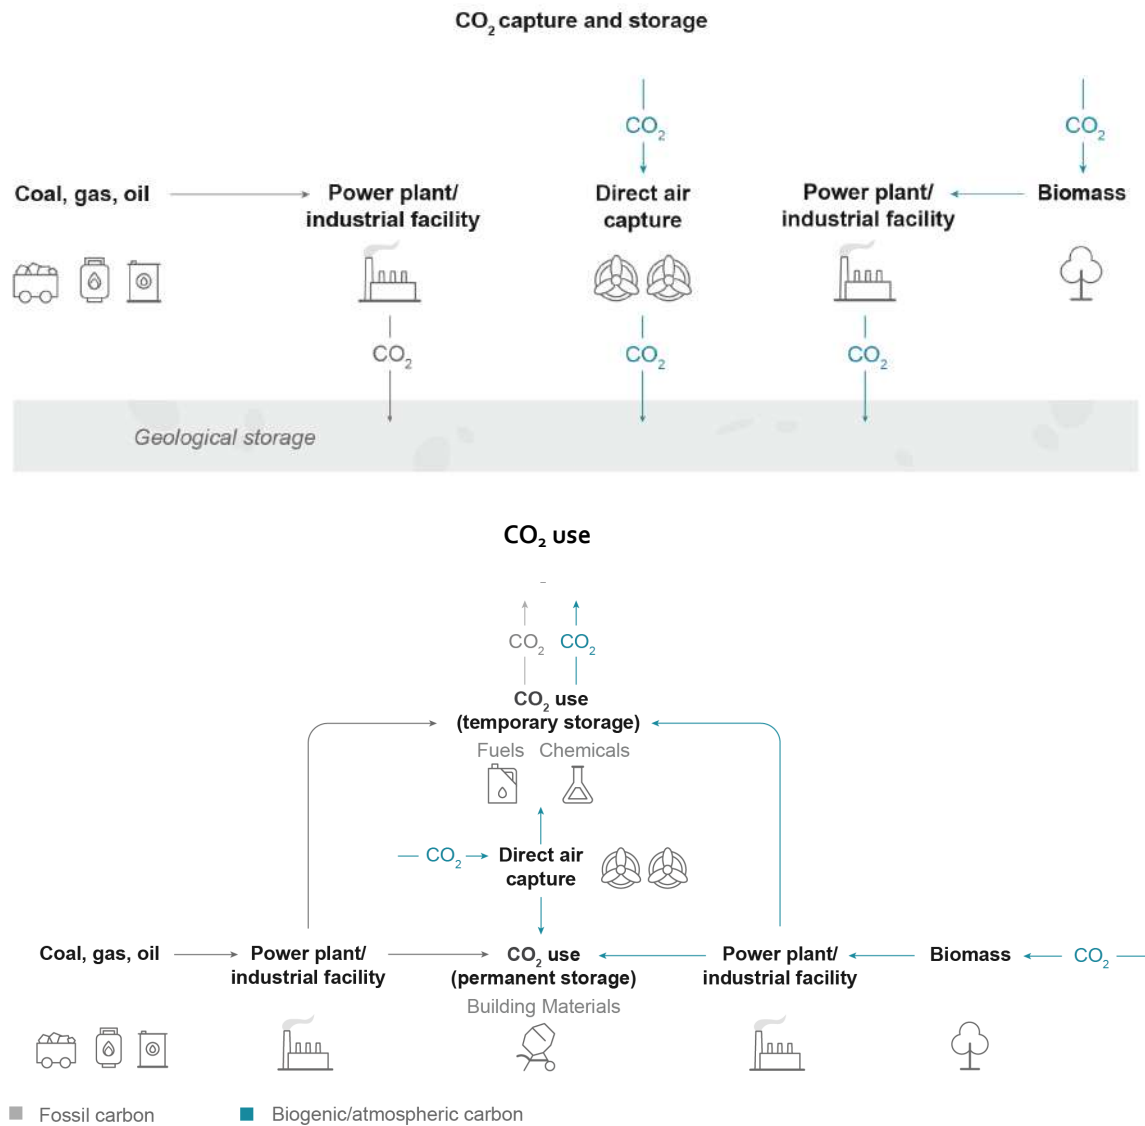 CO₂ capture and storage
CO₂
CO₂
Coal, gas, oil
Power plant/
industrial facility
Direct air
capture
Power plant/
industrial facility
Biomass
CO₂
CO₂
CO₂
Geological storage
CO₂ use
CO₂
CO₂
CO₂ use
(temporary storage)
Fuels
Chemicals
CO₂
Direct air
capture
Coal, gas, oil
Power plant/
industrial facility
CO₂ use
(permanent storage)
Building Materials
Power plant/
industrial facility
Biomass
CO₂
Fossil carbon
Biogenic/atmospheric carbon